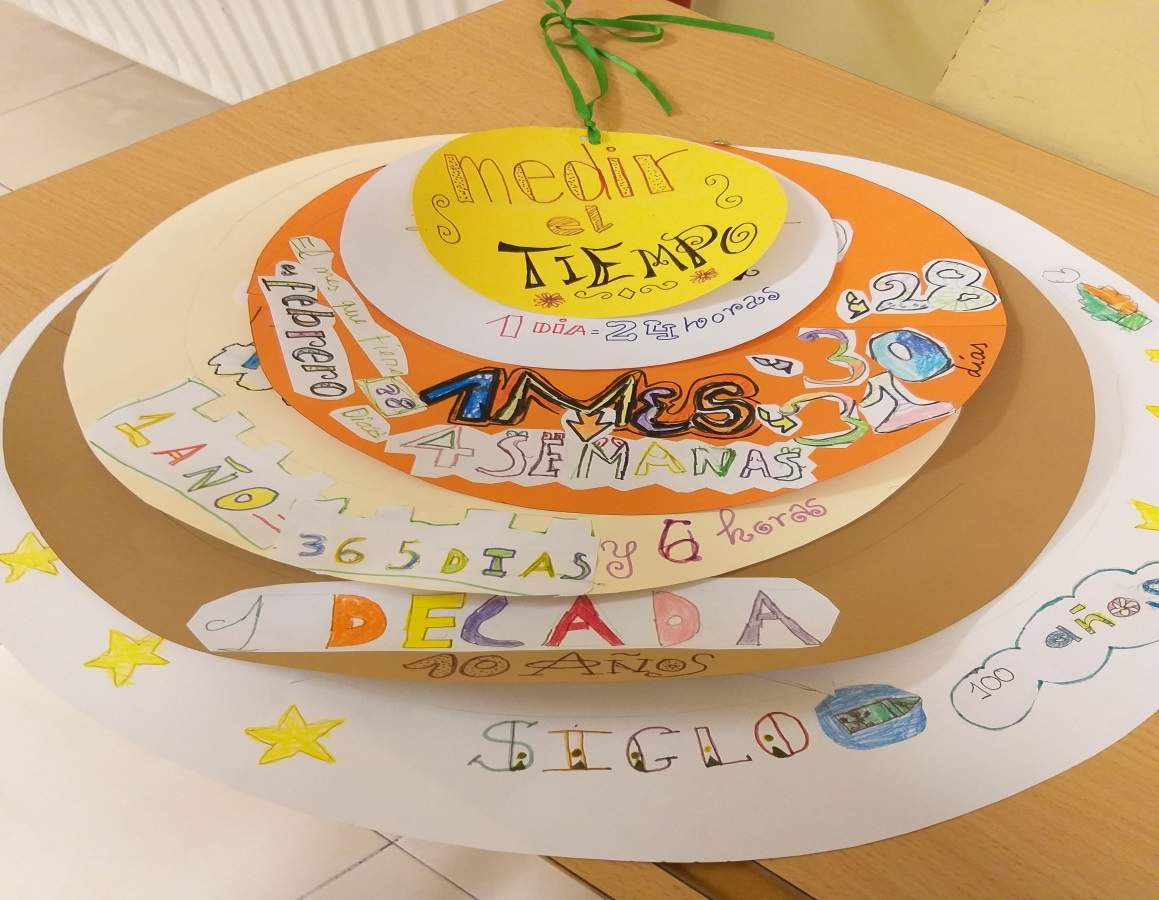 medir
el
TIEMPO
1 DIA = 24 horas
El mes que tiene
28
Dias
es febrero
1 MES
28
30
31
días
4 SEMANAS
1 AÑO =
365 DIAS y 6 horas
1 DECADA
10 AÑOS
SIGLO
100 años